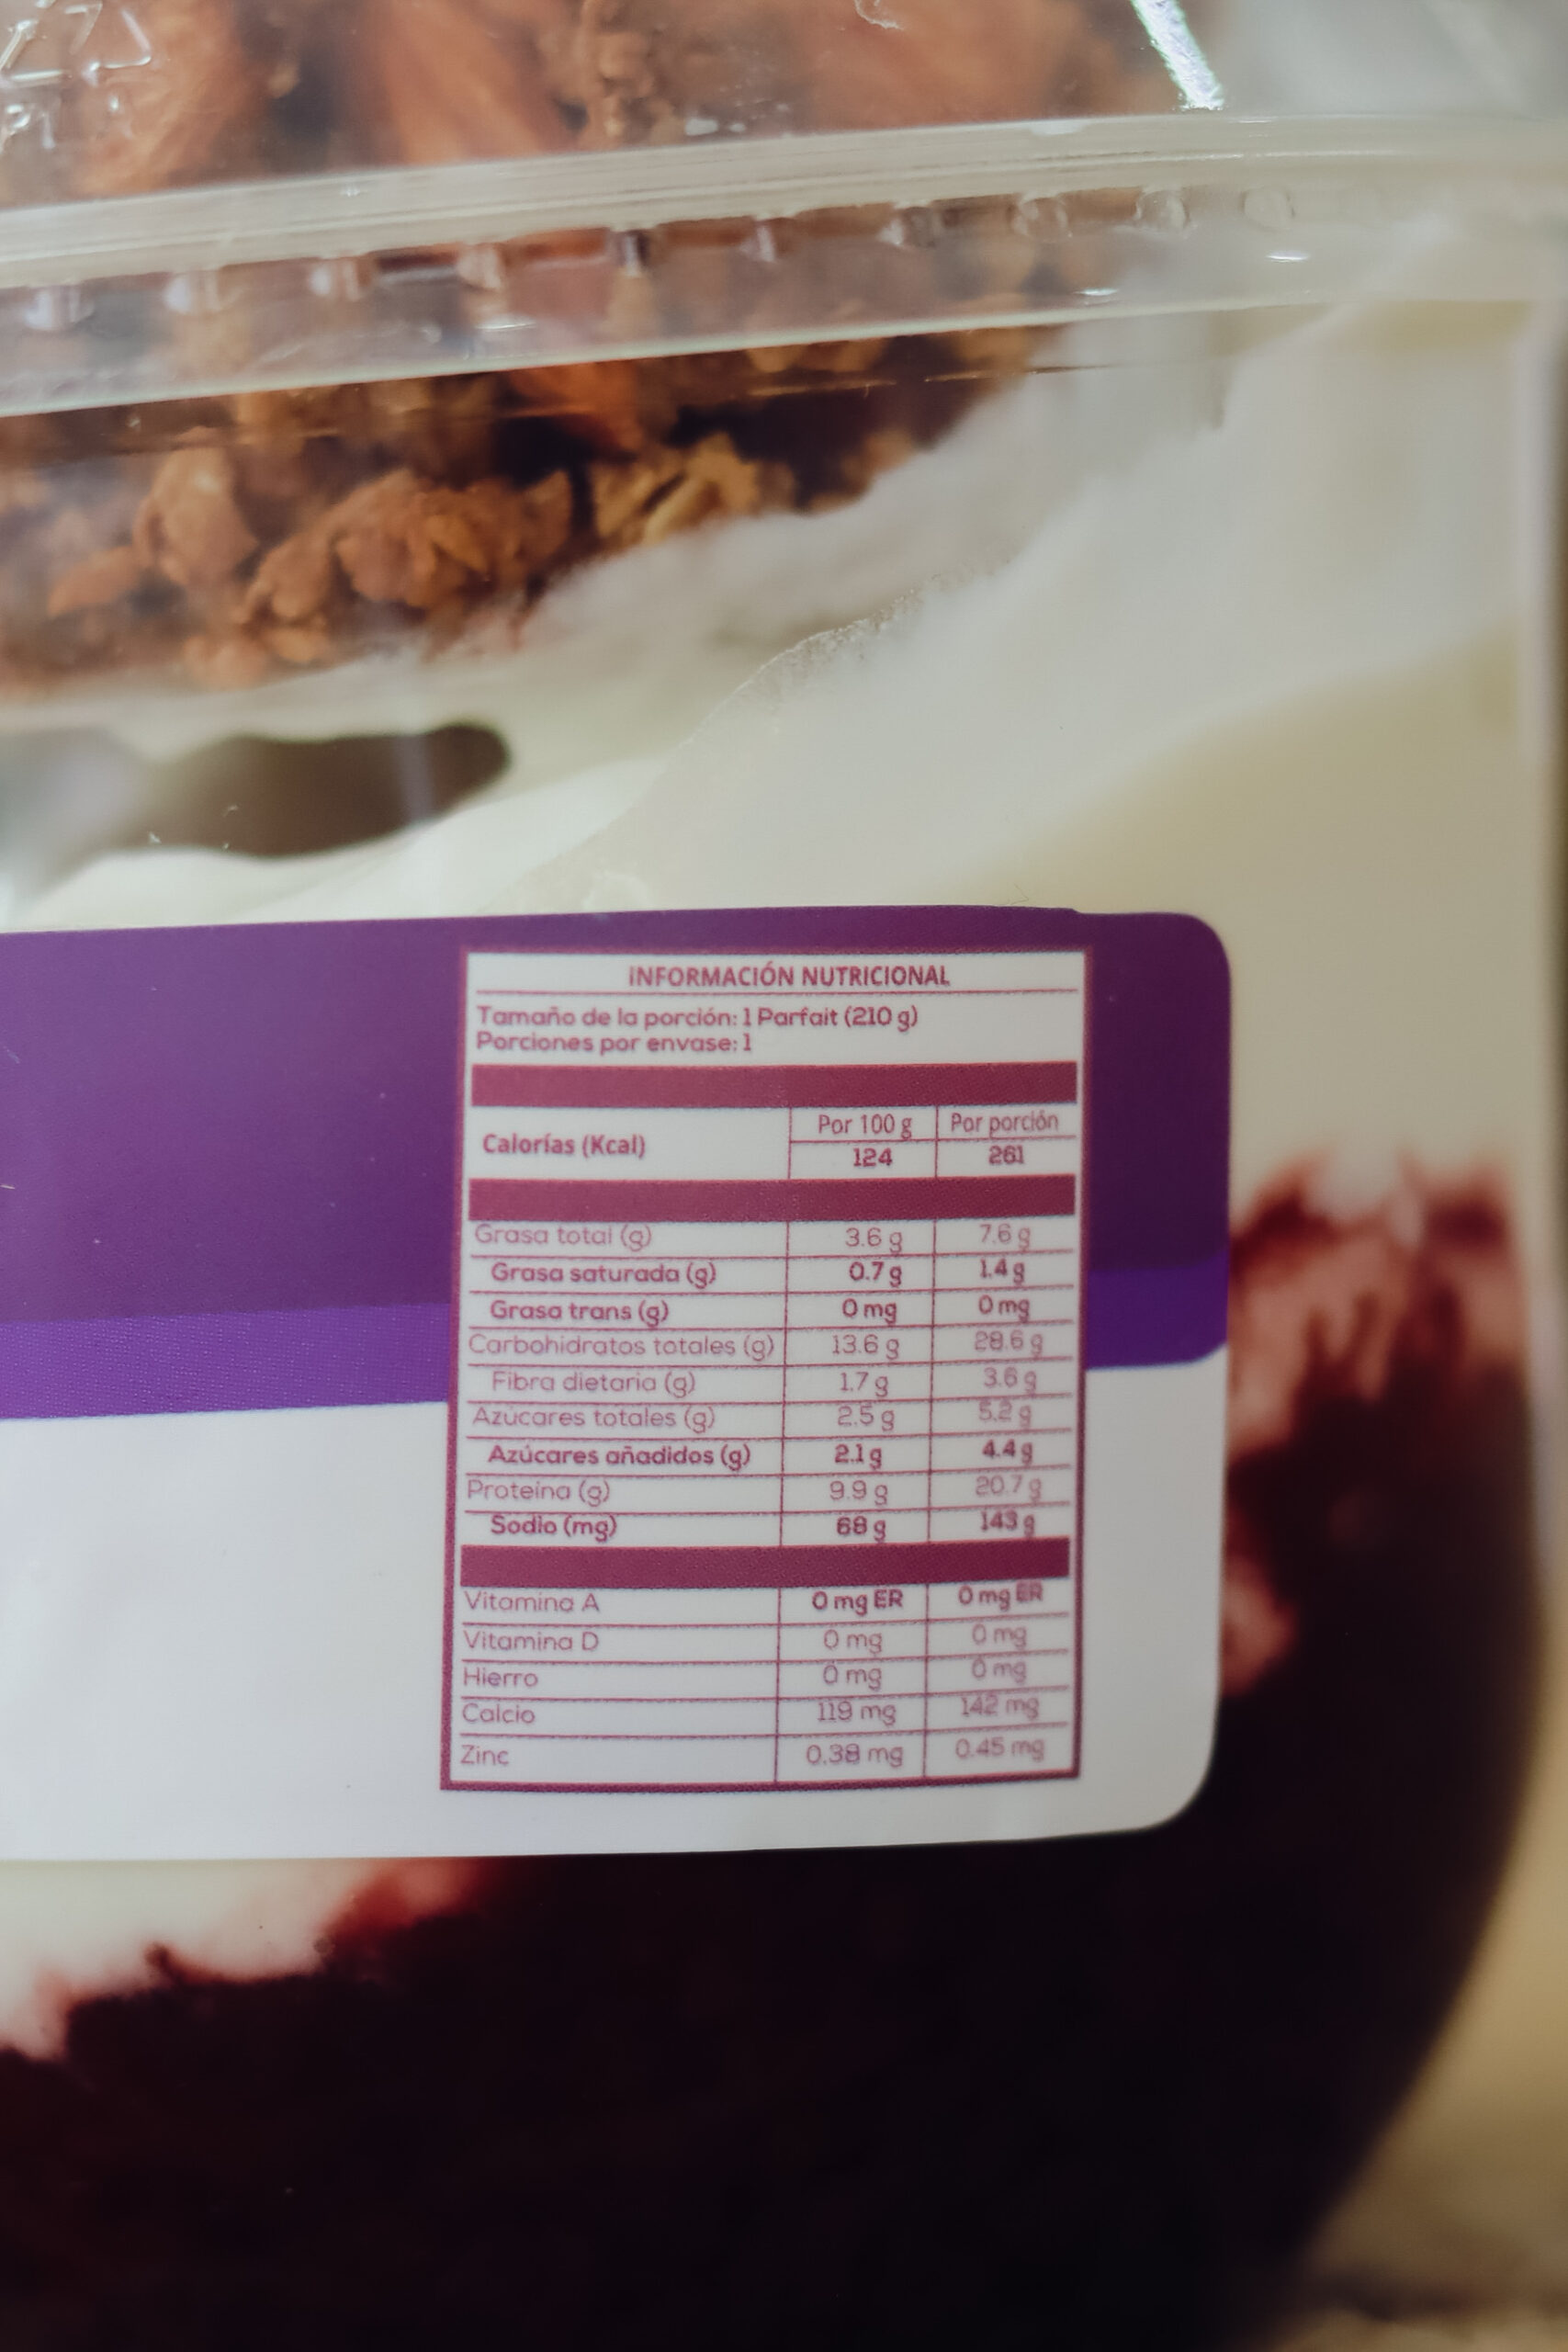 INFORMACIÓN NUTRICIONAL
Tamaño de la porción: 1 Parfait (210 g)
Porciones por envase: 1
Por 100 g Por porción
Calorías (Kcal) 124 261
Grasa total (g) 3.6 g 7.6 g
Grasa saturada (g) 0.7 g 1.4 g
Grasa trans (g) 0 mg 0 mg
Carbohidratos totales (g) 13.6 g 28.6 g
Fibra dietaria (g) 1.7 g 3.6 g
Azúcares totales (g) 2.5 g 5.2 g
Azúcares añadidos (g) 2.1 g 4.4 g
Proteína (g) 9.9 g 20.7 g
Sodio (mg) 68 g 143 g
Vitamina A 0 mg ER 0 mg ER
Vitamina D 0 mg 0 mg
Hierro 0 mg 0 mg
Calcio 119 mg 142 mg
Zinc 0.38 mg 0.45 mg